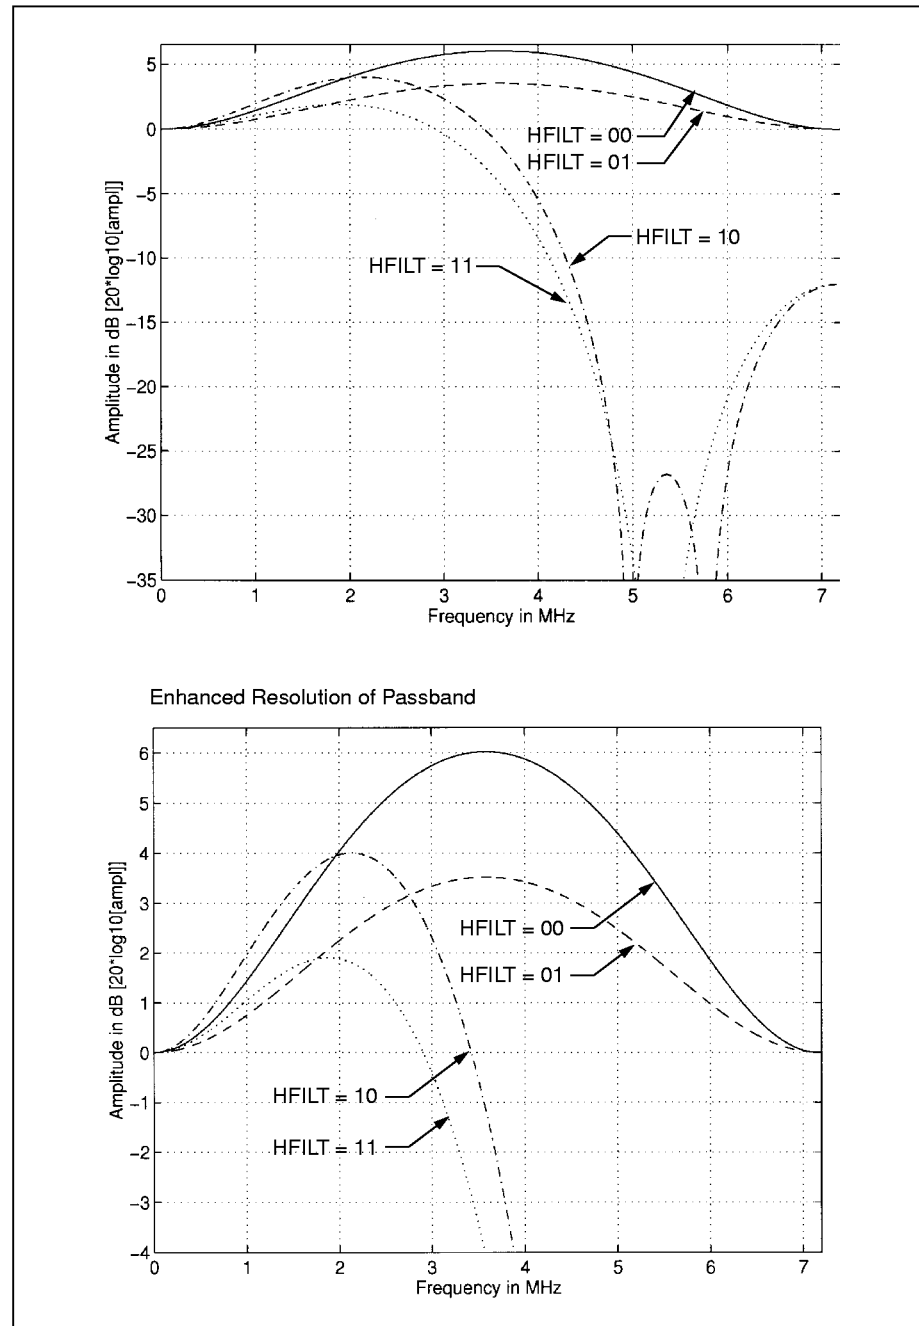 5
0
−5
−10
−15
−20
−25
−30
−35
Amplitude in dB [20*log10[ampl]]
HFILT = 00
HFILT = 01
HFILT = 10
HFILT = 11
0 1 2 3 4 5 6 7
Frequency in MHz
Enhanced Resolution of Passband
6
5
4
3
2
1
0
−1
−2
−3
−4
Amplitude in dB [20*log10[ampl]]
HFILT = 00
HFILT = 01
HFILT = 10
HFILT = 11
0 1 2 3 4 5 6 7
Frequency in MHz